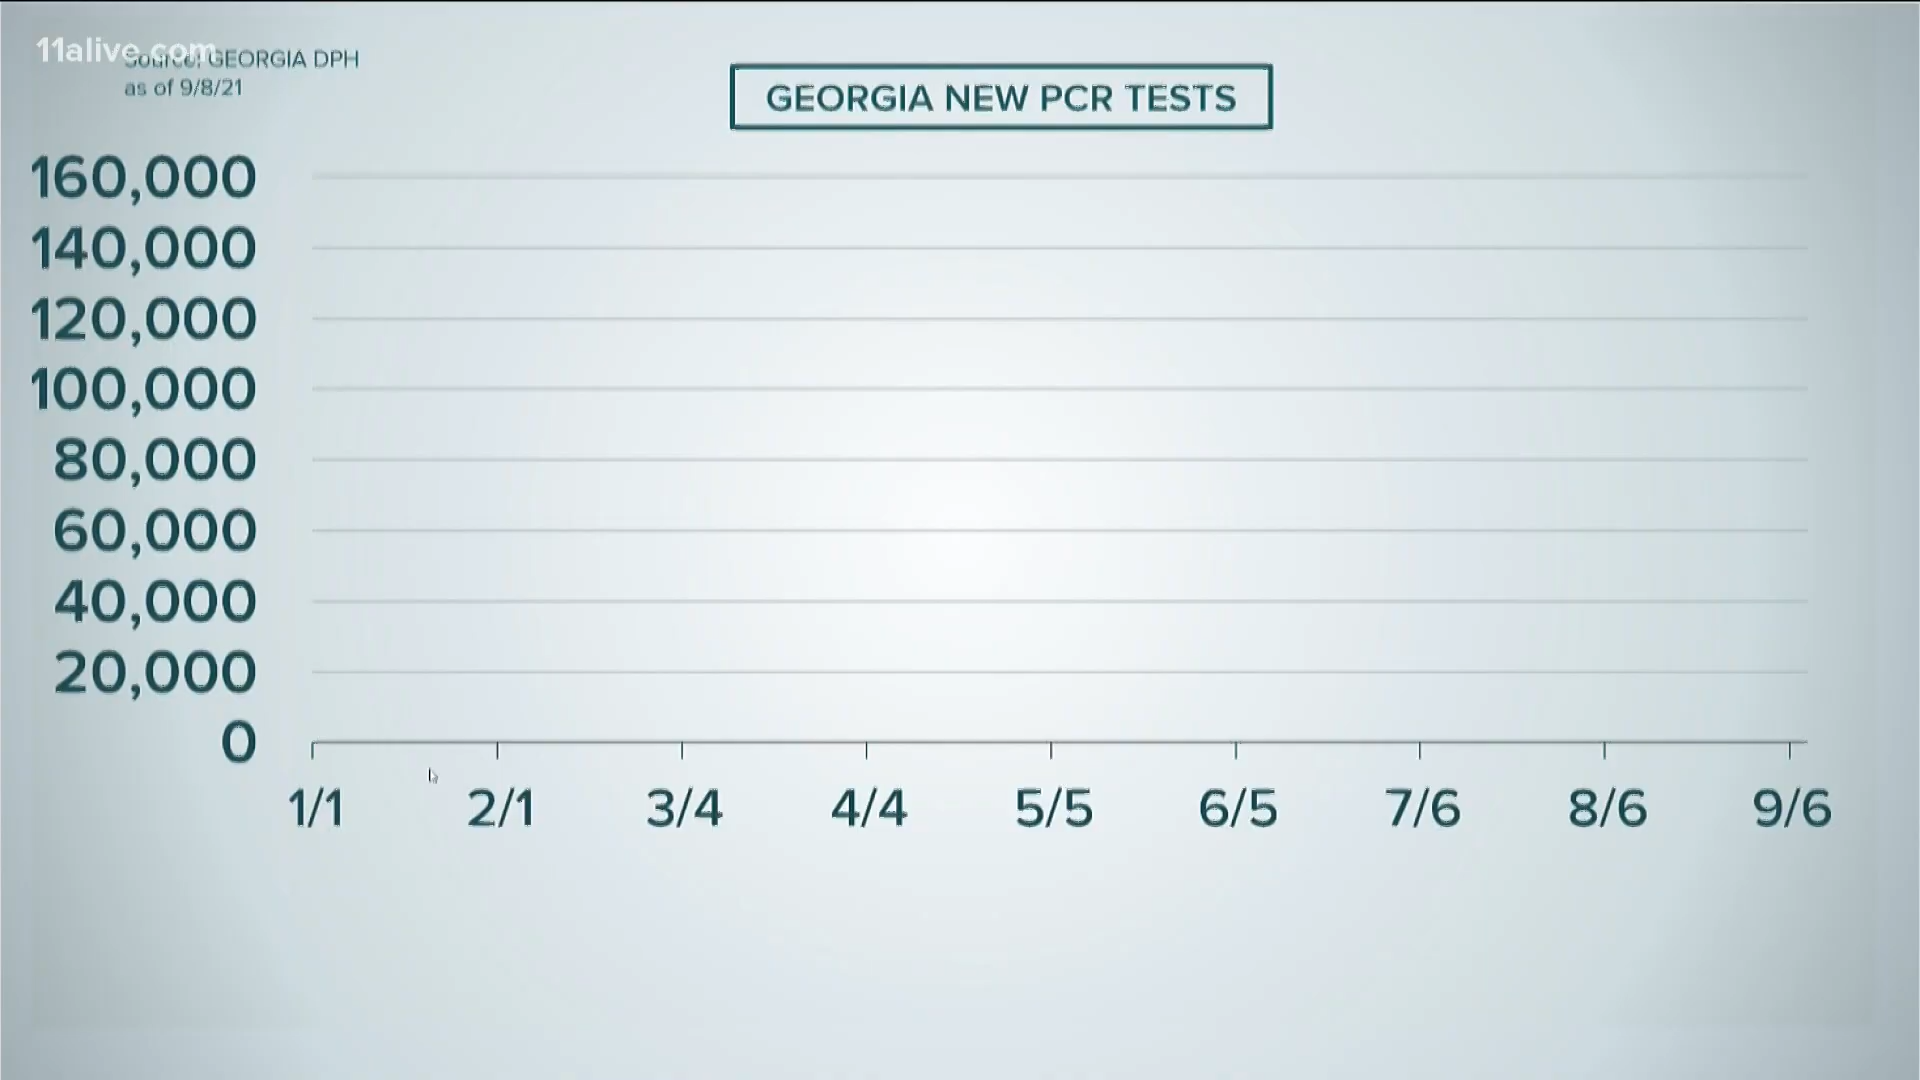 11alive.com
Source: GEORGIA DPH
as of 9/8/21
GEORGIA NEW PCR TESTS
160,000
140,000
120,000
100,000
80,000
60,000
40,000
20,000
0
1/1 2/1 3/4 4/4 5/5 6/5 7/6 8/6 9/6